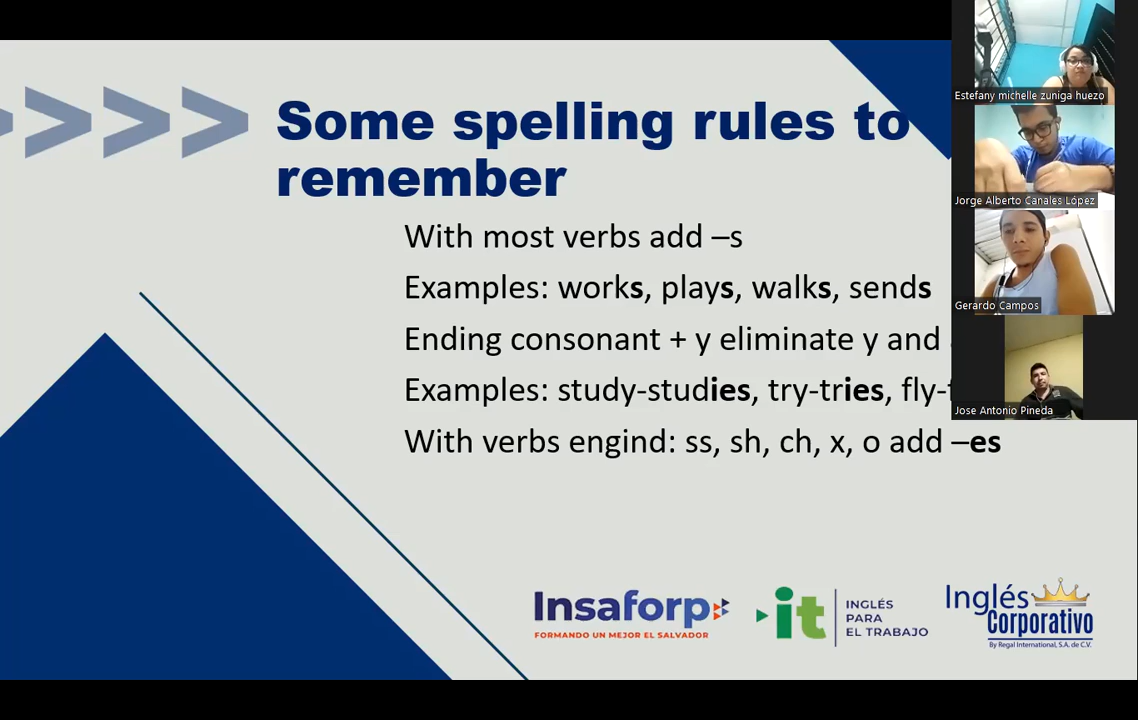 Some spelling rules to
remember
With most verbs add –s
Examples: works, plays, walks, sends
Ending consonant + y eliminate y and
Examples: study-studies, try-tries, fly-
With verbs engind: ss, sh, ch, x, o add –es
Estefany michelle zuniga huezo
Jorge Alberto Canales López
Gerardo Campos
Jose Antonio Pineda
Insaforp
FORMANDO UN MEJOR EL SALVADOR
it
INGLÉS
PARA
EL TRABAJO
Inglés
Corporativo
By Regal International, S.A. de C.V.